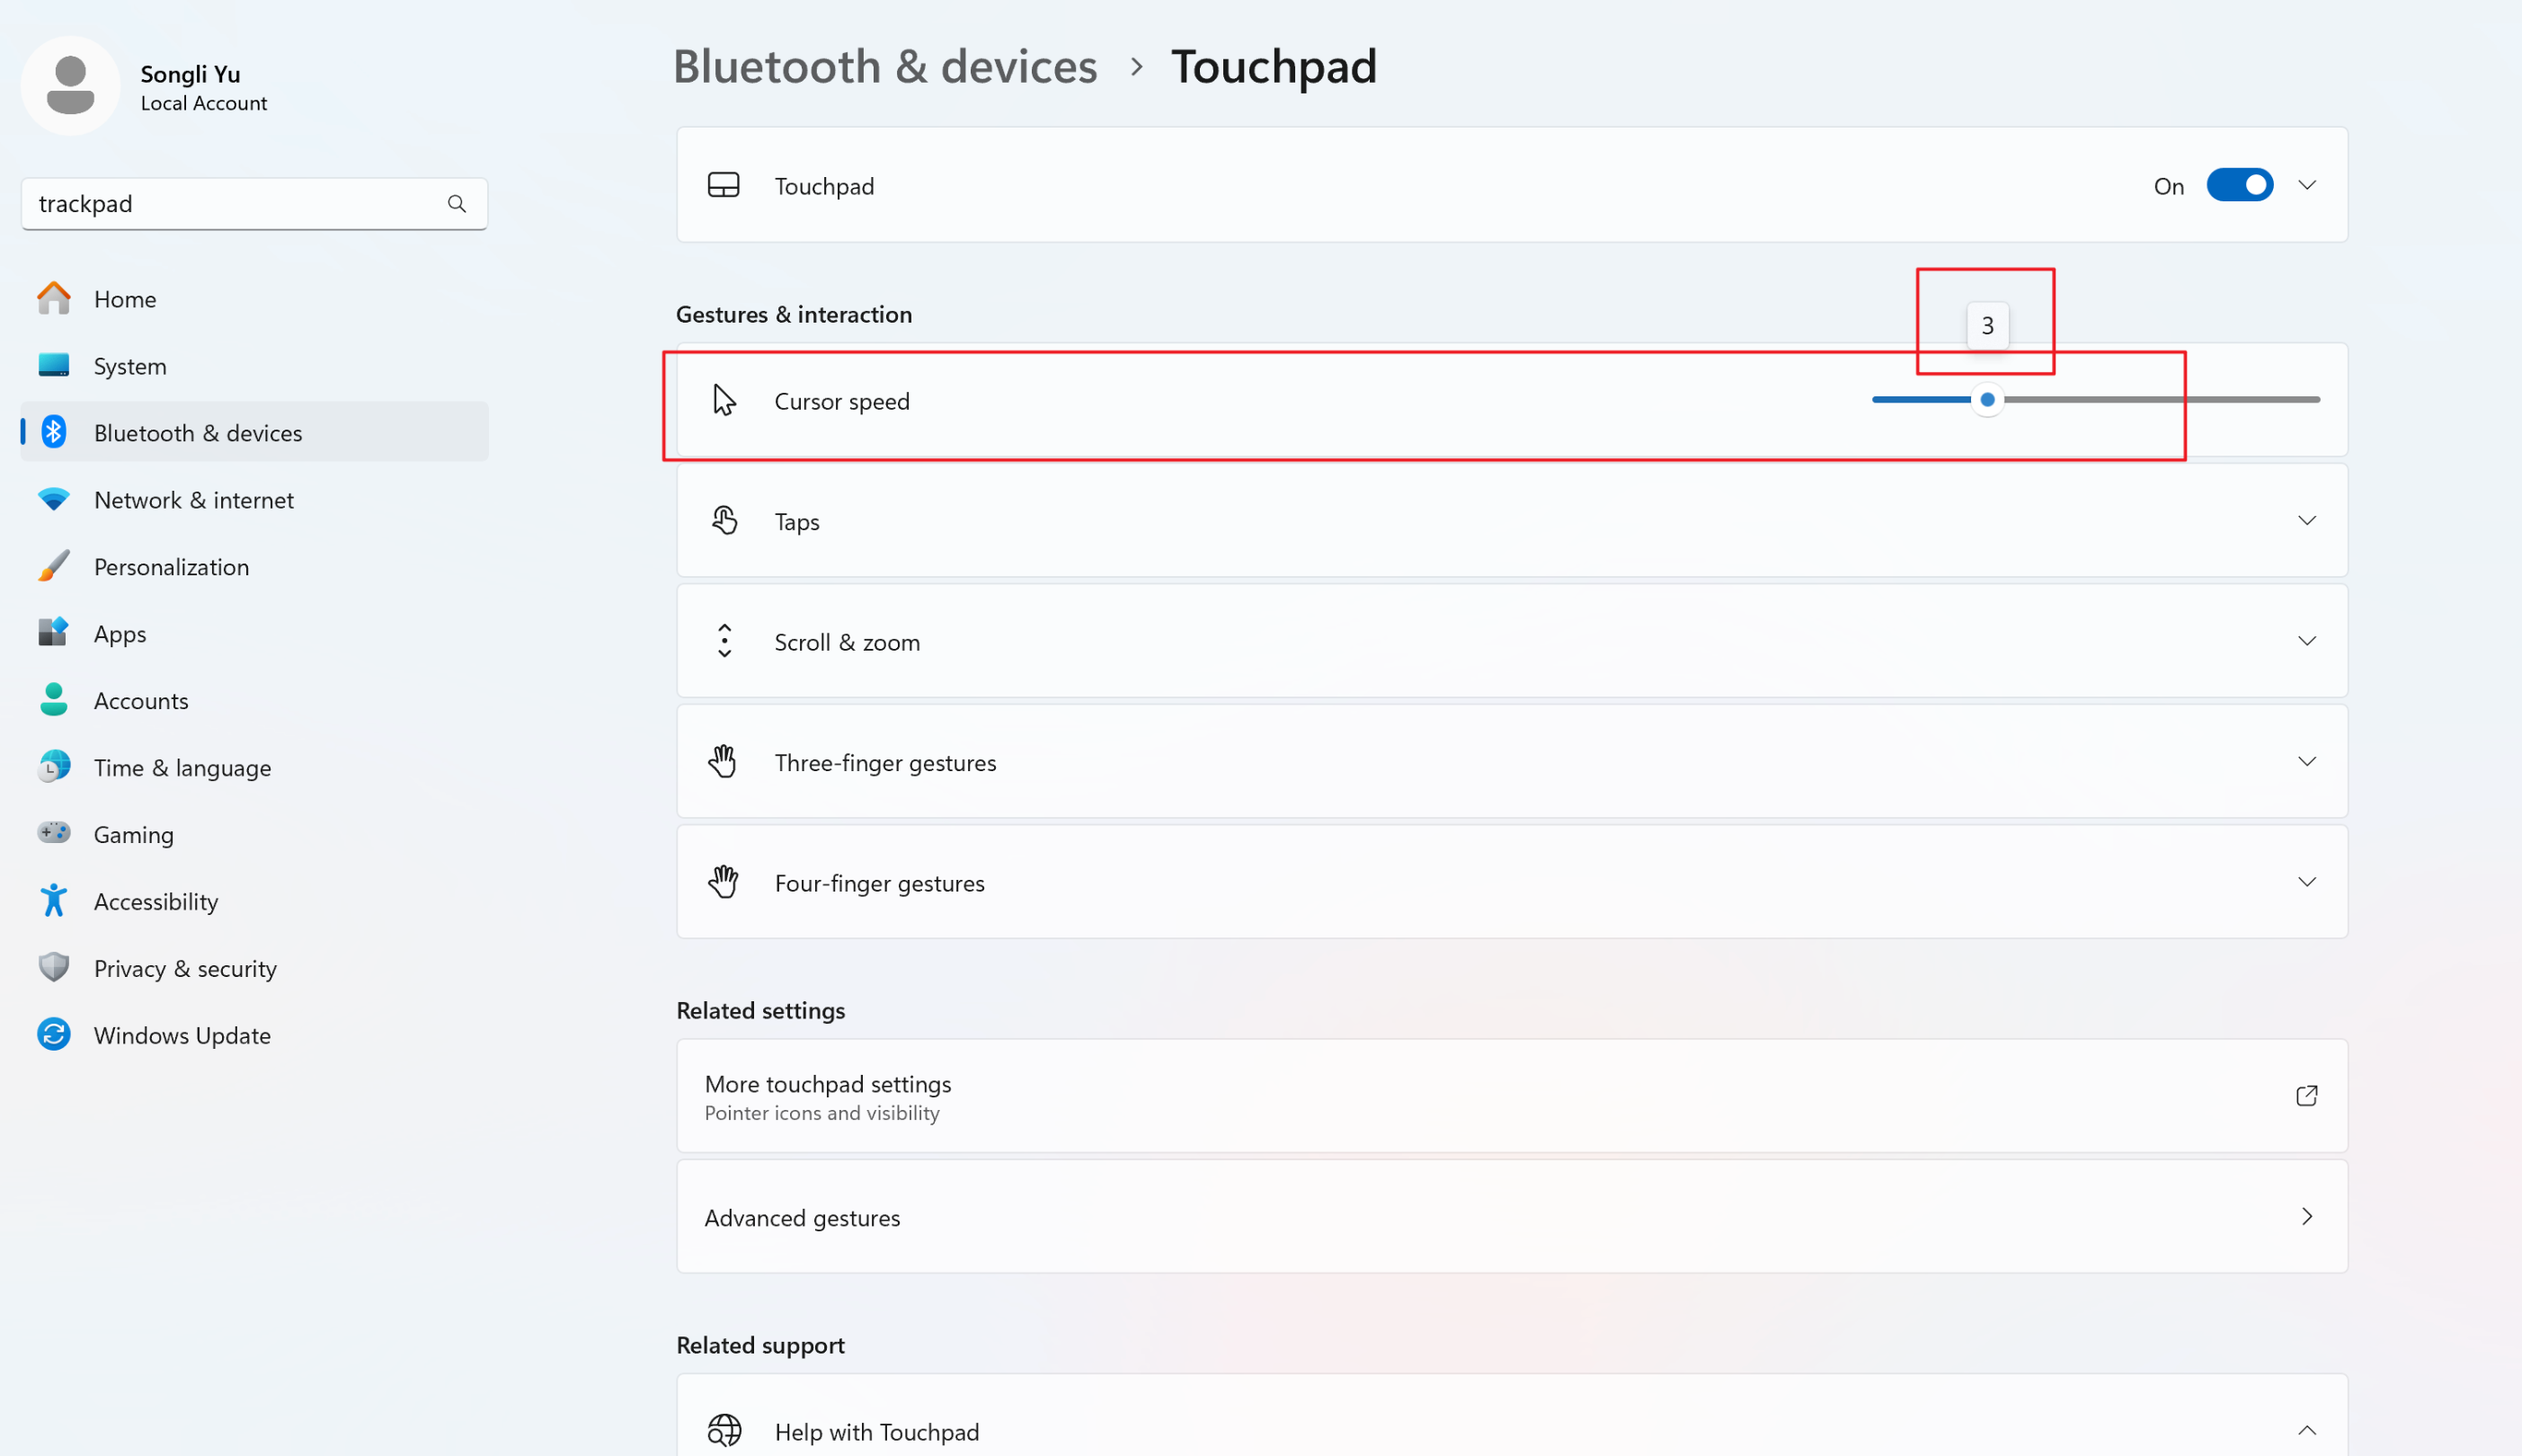 Songli Yu
Local Account
trackpad
Home
System
Bluetooth & devices
Network & internet
Personalization
Apps
Accounts
Time & language
Gaming
Accessibility
Privacy & security
Windows Update
Bluetooth & devices > Touchpad
Touchpad
On
Gestures & interaction
3
Cursor speed
Taps
Scroll & zoom
Three-finger gestures
Four-finger gestures
Related settings
More touchpad settings
Pointer icons and visibility
Advanced gestures
Related support
Help with Touchpad